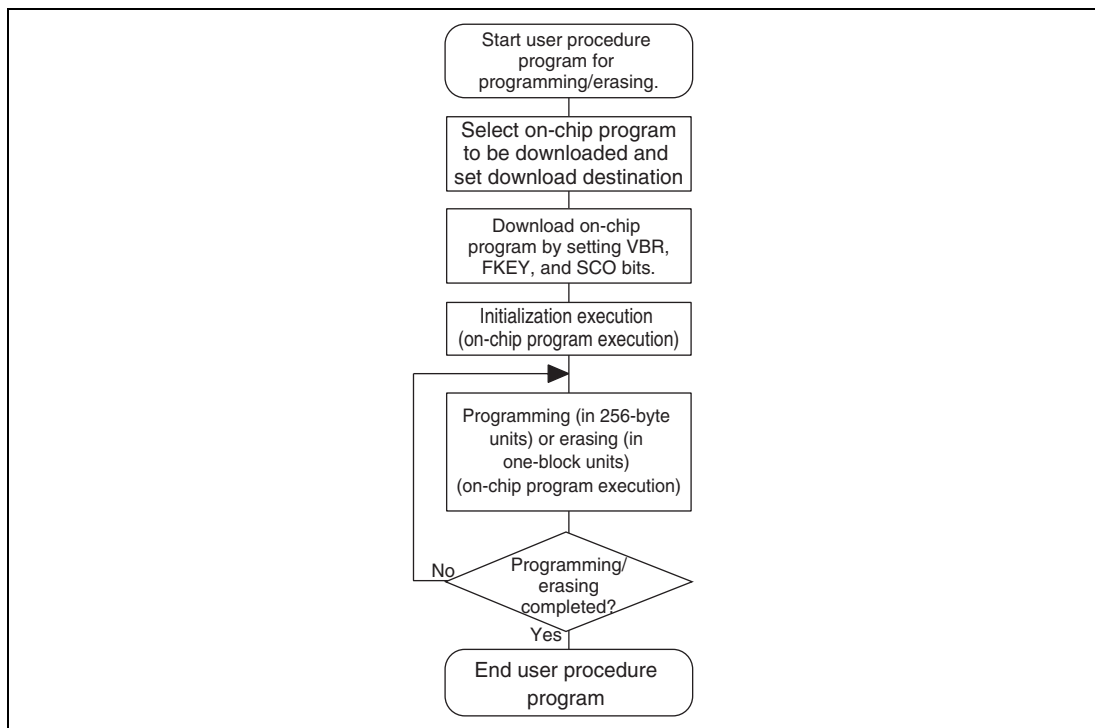 Start user procedure
program for
programming/erasing.
Select on-chip program
to be downloaded and
set download destination
Download on-chip
program by setting VBR,
FKEY, and SCO bits.
Initialization execution
(on-chip program execution)
Programming (in 256-byte
units) or erasing (in
one-block units)
(on-chip program execution)
No
Programming/
erasing
completed?
Yes
End user procedure
program